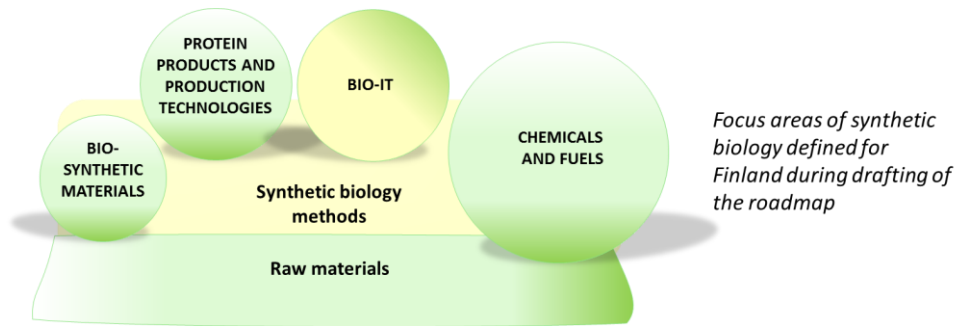 PROTEIN
PRODUCTS AND
PRODUCTION
TECHNOLOGIES
BIO-IT
CHEMICALS
AND FUELS
BIO-
SYNTHETIC
MATERIALS
Synthetic biology
methods
Raw materials
Focus areas of synthetic
biology defined for
Finland during drafting of
the roadmap